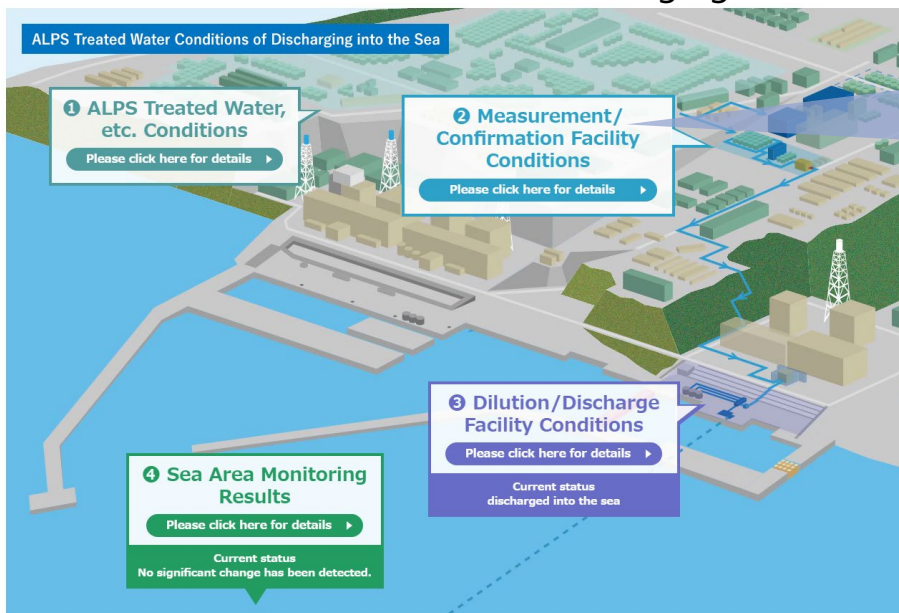 ALPS Treated Water Conditions of Discharging into the Sea
❶ ALPS Treated Water,
etc. Conditions
Please click here for details
❷ Measurement/
Confirmation Facility
Conditions
Please click here for details
❸ Dilution/Discharge
Facility Conditions
Please click here for details
Current status
discharged into the sea
❹ Sea Area Monitoring
Results
Please click here for details
Current status
No significant change has been detected.